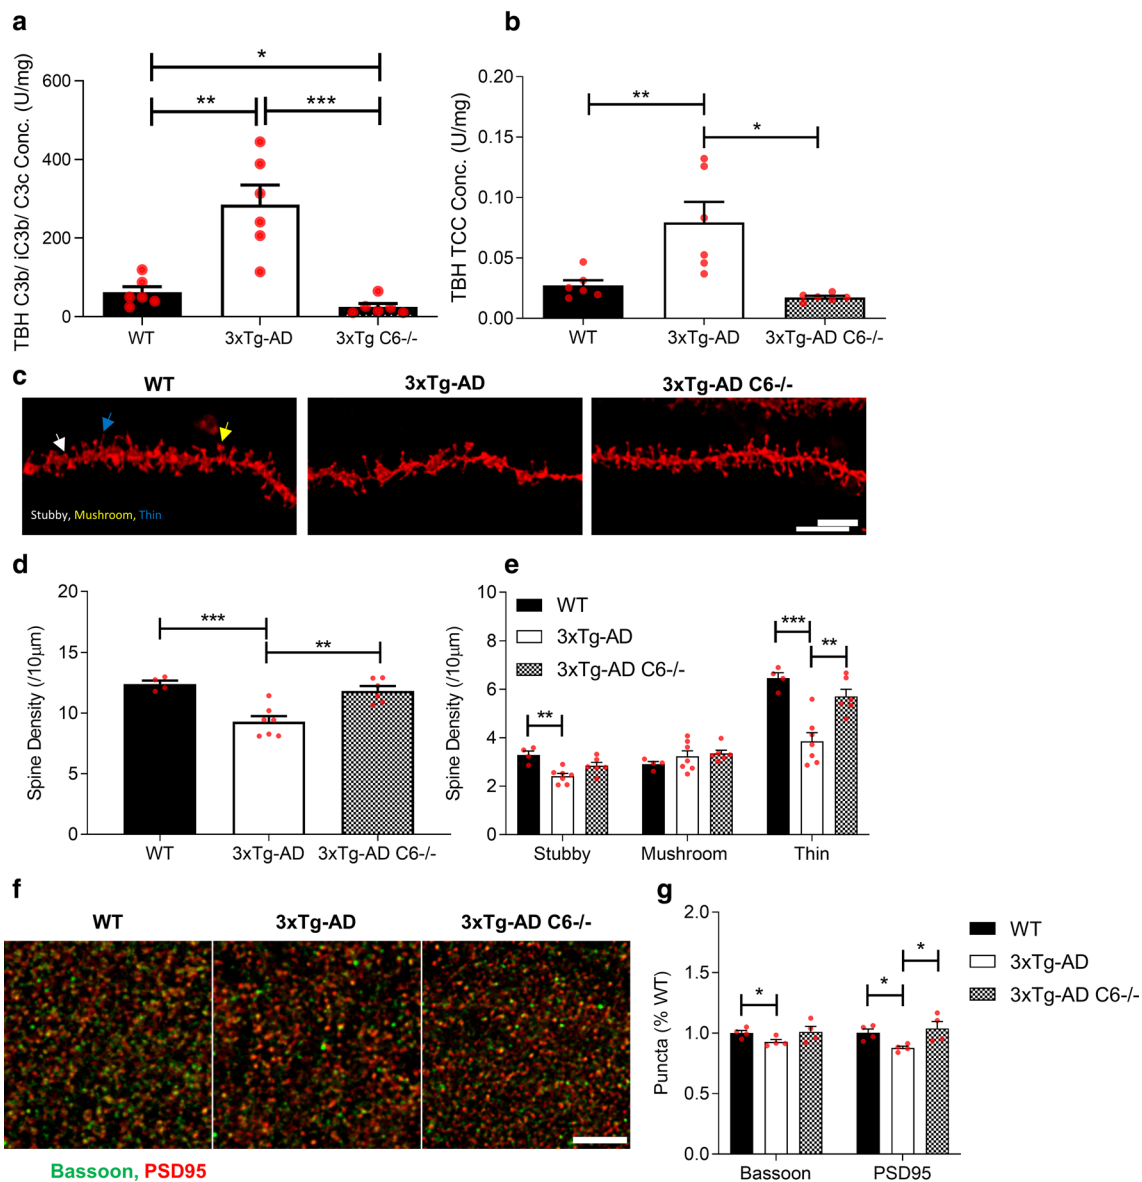 a
TBH C3b/ iC3b/ C3c Conc. (U/mg)
600
400
200
0
*
**
***
WT
3xTg-AD
3xTg C6-/-
b
TBH TCC Conc. (U/mg)
0.20
0.15
0.10
0.05
0.00
**
*
WT
3xTg-AD
3xTg-AD C6-/-
c
WT
3xTg-AD
3xTg-AD C6-/-
Stubby, Mushroom, Thin
d
Spine Density (/10μm)
20
15
10
5
0
***
**
WT
3xTg-AD
3xTg-AD C6-/-
e
Spine Density (/10μm)
10
8
6
4
2
0
WT
3xTg-AD
3xTg-AD C6-/-
**
***
**
Stubby
Mushroom
Thin
f
WT
3xTg-AD
3xTg-AD C6-/-
Bassoon, PSD95
g
Puncta (% WT)
2.0
1.5
1.0
0.5
0.0
*
*
*
Bassoon
PSD95
WT
3xTg-AD
3xTg-AD C6-/-